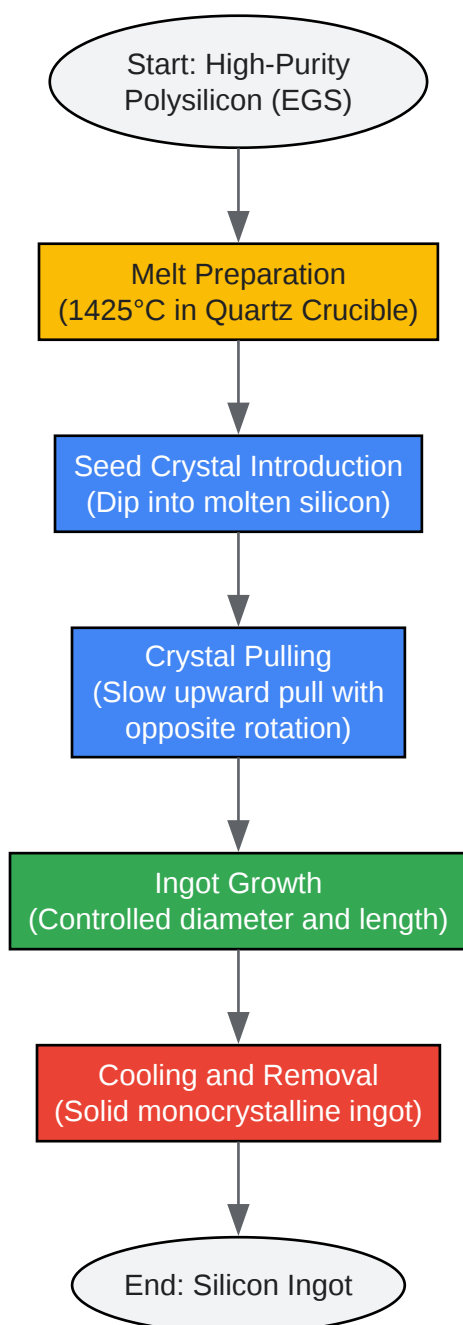 Start: High-Purity
Polysilicon (EGS)
Melt Preparation
(1425°C in Quartz Crucible)
Seed Crystal Introduction
(Dip into molten silicon)
Crystal Pulling
(Slow upward pull with
opposite rotation)
Ingot Growth
(Controlled diameter and length)
Cooling and Removal
(Solid monocrystalline ingot)
End: Silicon Ingot